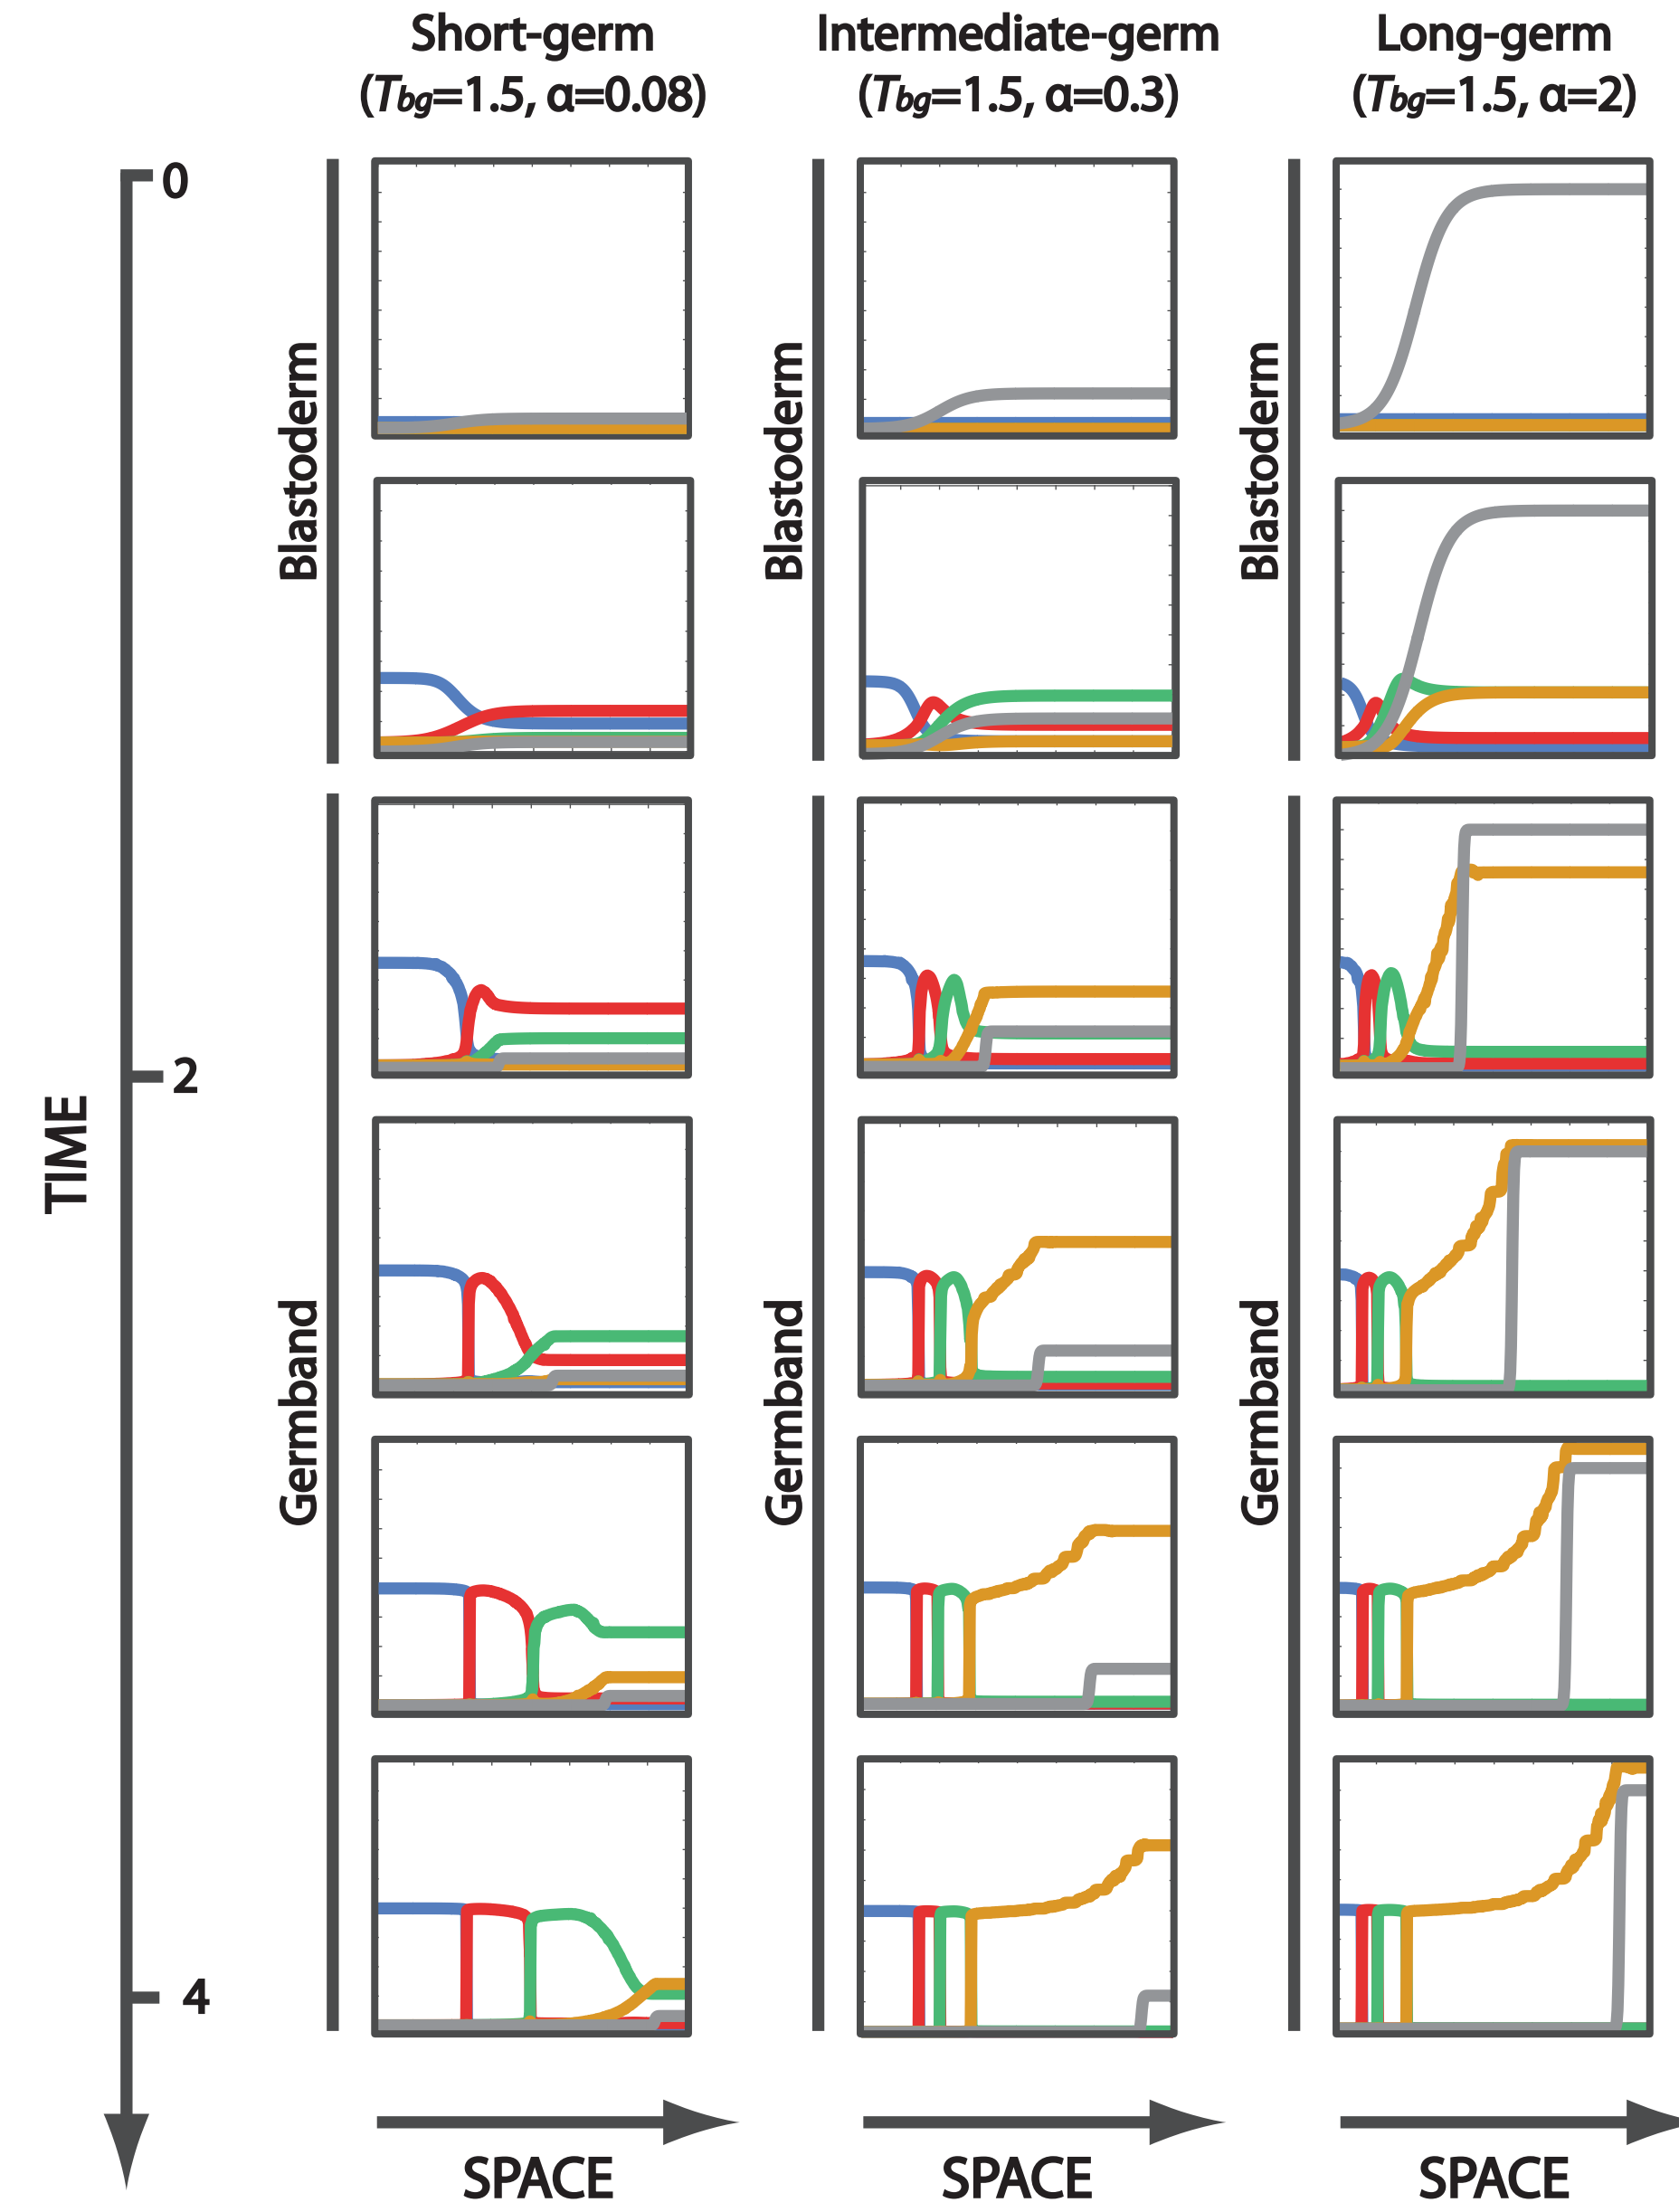 Short-germ
(Tbg=1.5, α=0.08)
Intermediate-germ
(Tbg=1.5, α=0.3)
Long-germ
(Tbg=1.5, α=2)
TIME
0
2
4
Blastoderm
Germband
Blastoderm
Germband
Blastoderm
Germband
SPACE
SPACE
SPACE